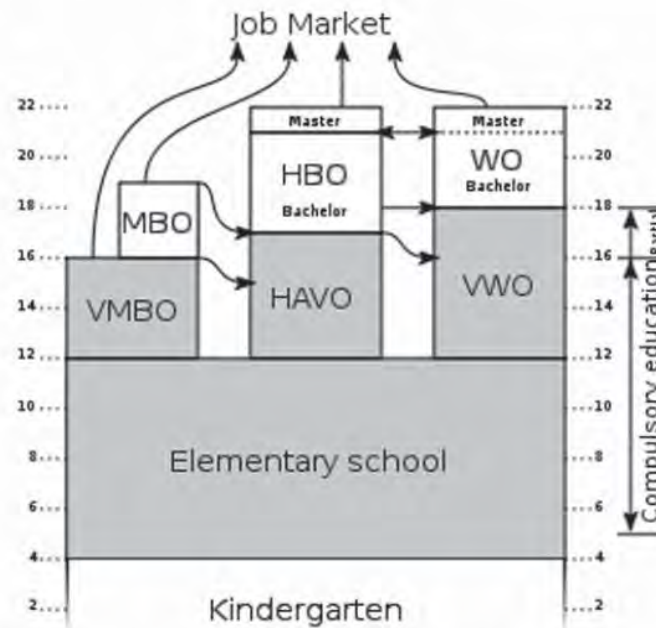 Job Market
22.... Master Master ....22
20.... HBO WO ....20
Bachelor Bachelor
18.... MBO ....18
16.... ....16
14.... VMBO HAVO VWO ....14
12.... ....12
10.... ....10
8.... Elementary school ....8
6.... ....6
4.... ....4
2.... Kindergarten ....2
Compulsory education